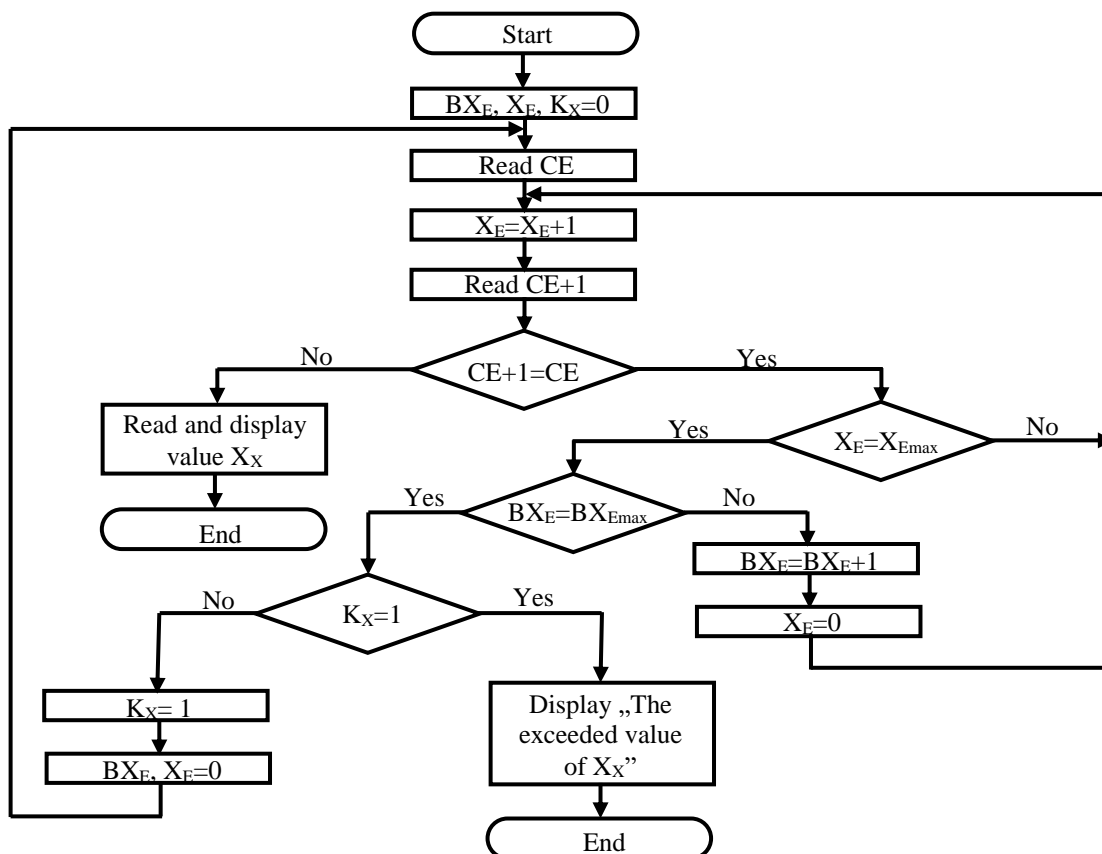 Start
BXE, XE, KX=0
Read CE
XE=XE+1
Read CE+1
No
CE+1=CE
Yes
Read and display
value XX
Yes
XE=XEmax
No
End
Yes
BXE=BXEmax
No
BXE=BXE+1
No
KX=1
Yes
XE=0
KX= 1
BXE, XE=0
Display „The
exceeded value
of XX”
End